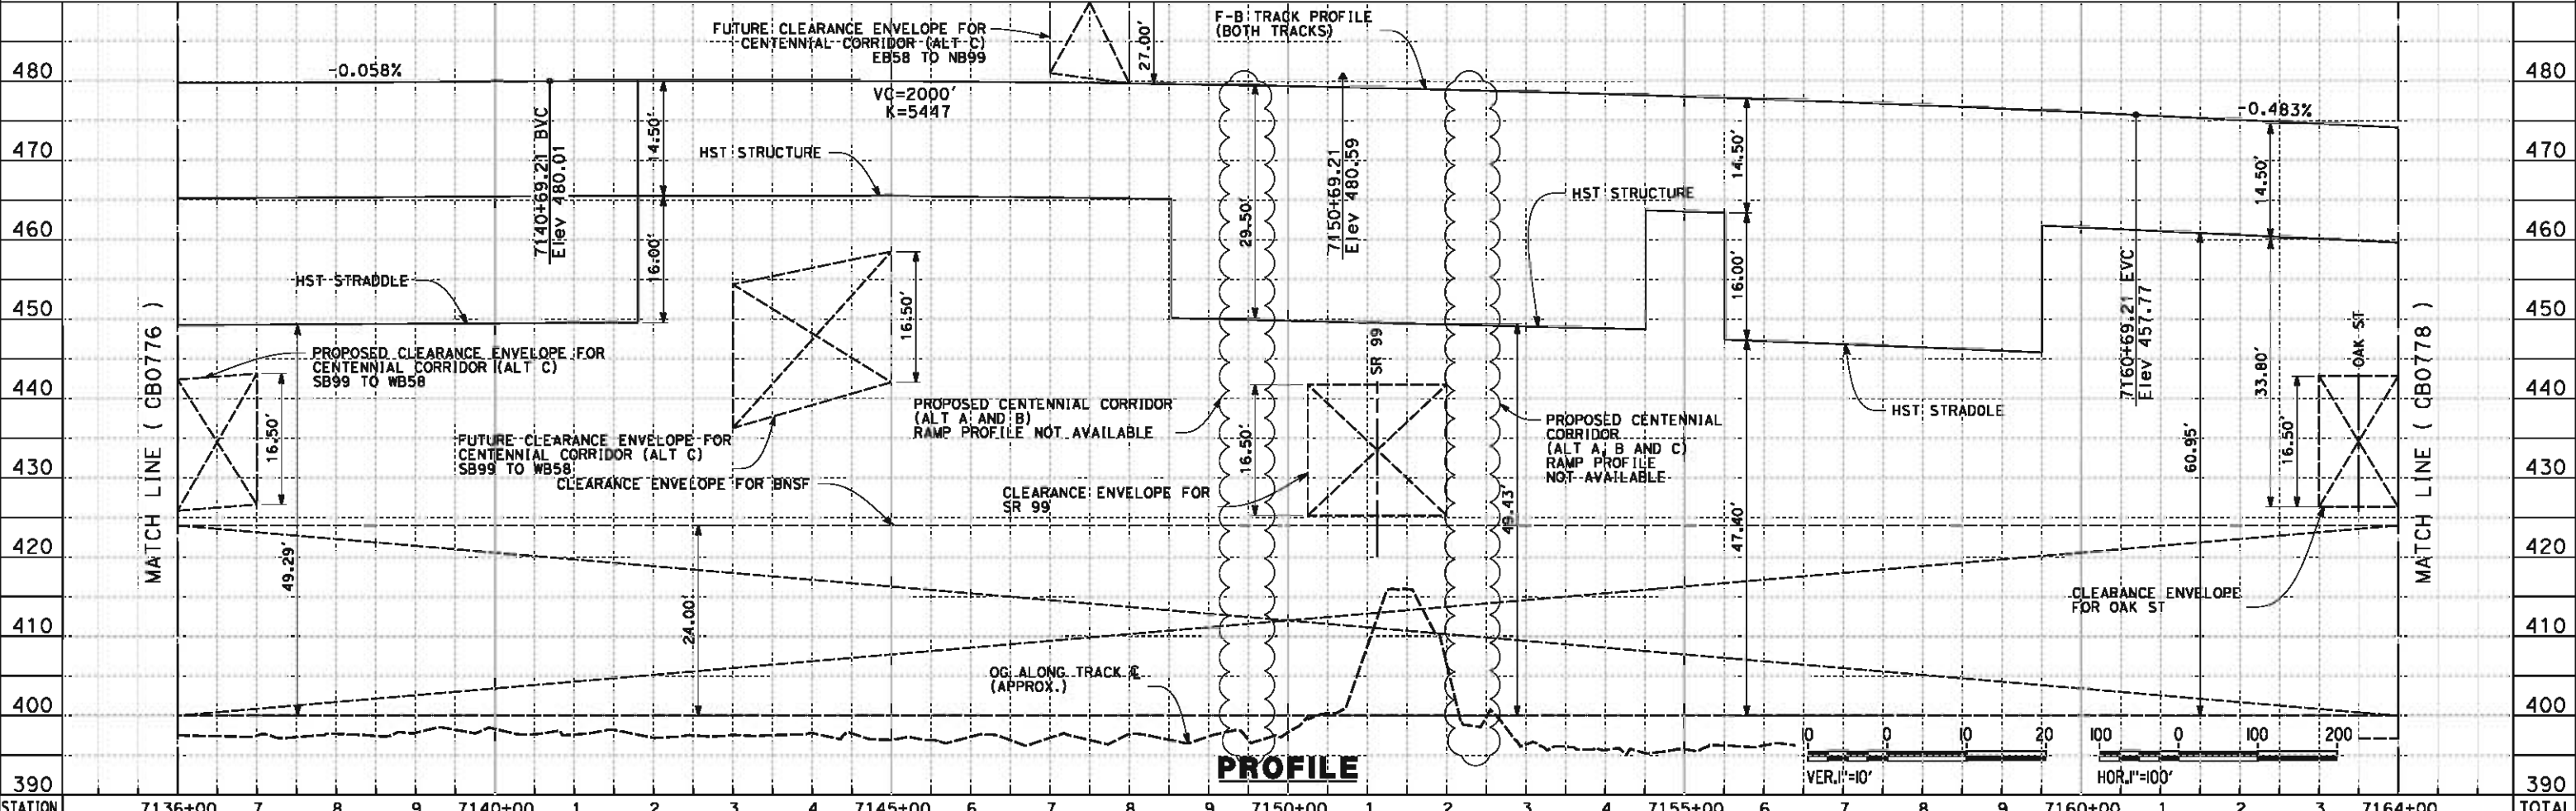 FUTURE CLEARANCE ENVELOPE FOR
CENTENNIAL CORRIDOR (ALT C)
EB58 TO NB99
27.00'
F-B TRACK PROFILE
(BOTH TRACKS)
480
-0.058%
VC=2000'
K=5447
-0.483%
480
7140+69.21 BVC
Elev 480.01
14.50'
HST STRUCTURE
470
29.50'
7150+69.21
Elev 480.59
HST STRUCTURE
14.50'
14.50'
470
460
16.00'
16.00'
460
HST STRADDLE
450
16.50'
SR 99
7160+69.21 EVC
Elev 457.77
OAK ST
450
MATCH LINE ( CB0776 )
PROPOSED CLEARANCE ENVELOPE FOR
CENTENNIAL CORRIDOR (ALT C)
SB99 TO WB58
33.80'
MATCH LINE ( CB0778 )
440
16.50'
FUTURE CLEARANCE ENVELOPE FOR
CENTENNIAL CORRIDOR (ALT C)
SB99 TO WB58
PROPOSED CENTENNIAL CORRIDOR
(ALT A AND B)
RAMP PROFILE NOT AVAILABLE
16.50'
PROPOSED CENTENNIAL
CORRIDOR
(ALT A, B AND C)
RAMP PROFILE
NOT AVAILABLE
HST STRADDLE
60.95'
16.50'
440
430
CLEARANCE ENVELOPE FOR BNSF
CLEARANCE ENVELOPE FOR
SR 99
49.43'
47.40'
430
420
49.29'
24.00'
420
CLEARANCE ENVELOPE
FOR OAK ST
410
OG ALONG TRACK ℄
(APPROX.)
410
400
400
10 0 10 20
VER.1"=10'
100 0 100 200
HOR.1"=100'
PROFILE
390
390
STATION 7136+00 7 8 9 7140+00 1 2 3 4 7145+00 6 7 8 9 7150+00 1 2 3 4 7155+00 6 7 8 9 7160+00 1 2 3 7164+00 TOTAL